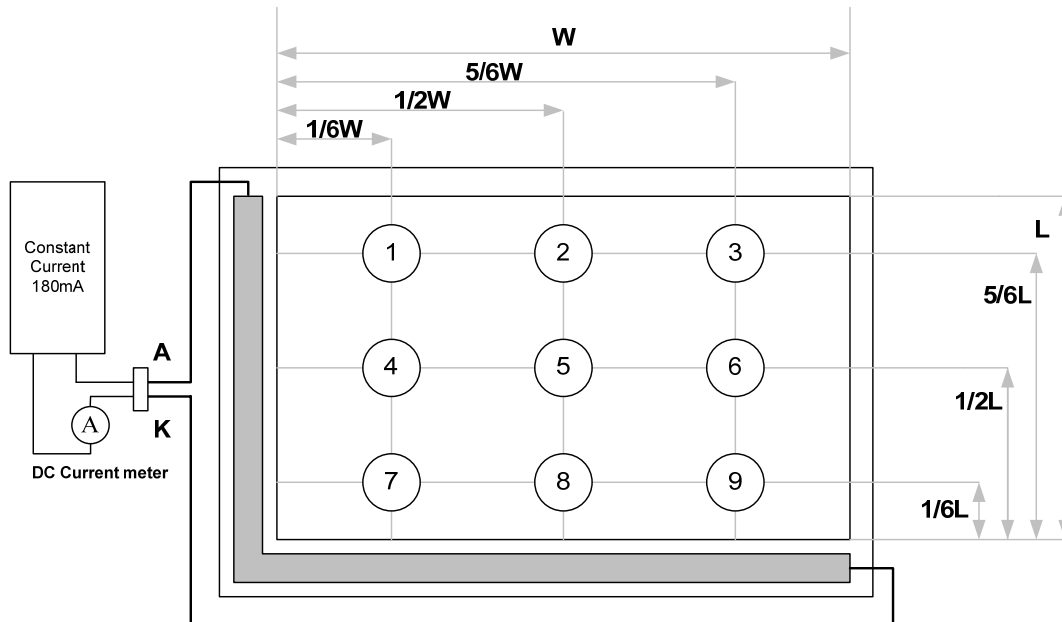 W
5/6W
1/2W
1/6W
L
5/6L
1/2L
1/6L
Constant
Current
180mA
A
K
A
DC Current meter
1 2 3
4 5 6
7 8 9